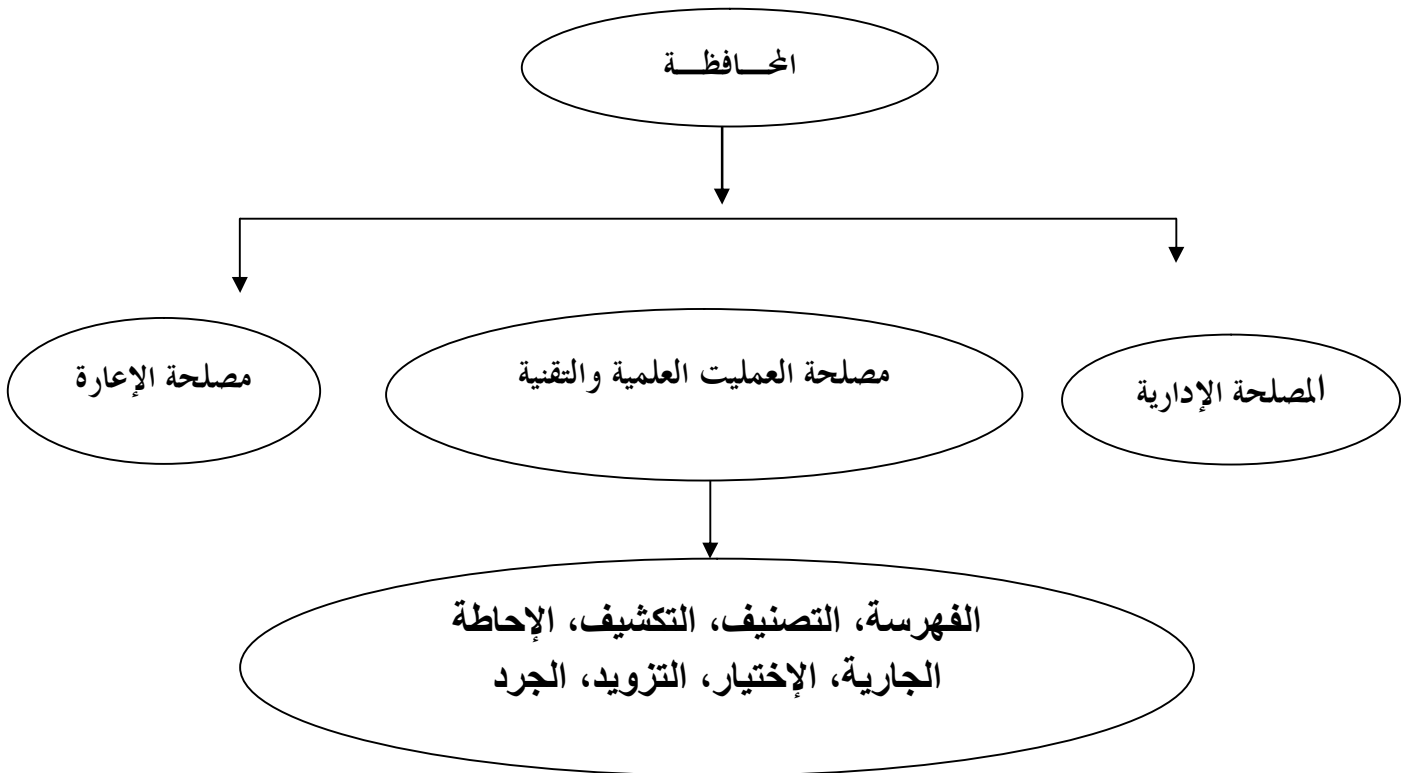 المحـــافظـــة
المصلحة الإدارية
مصلحة العمليت العلمية والتقنية
مصلحة الإعارة
الفهرسة، التصنيف، التكشيف، الإحاطة
الجارية، الإختيار، التزويد، الجرد